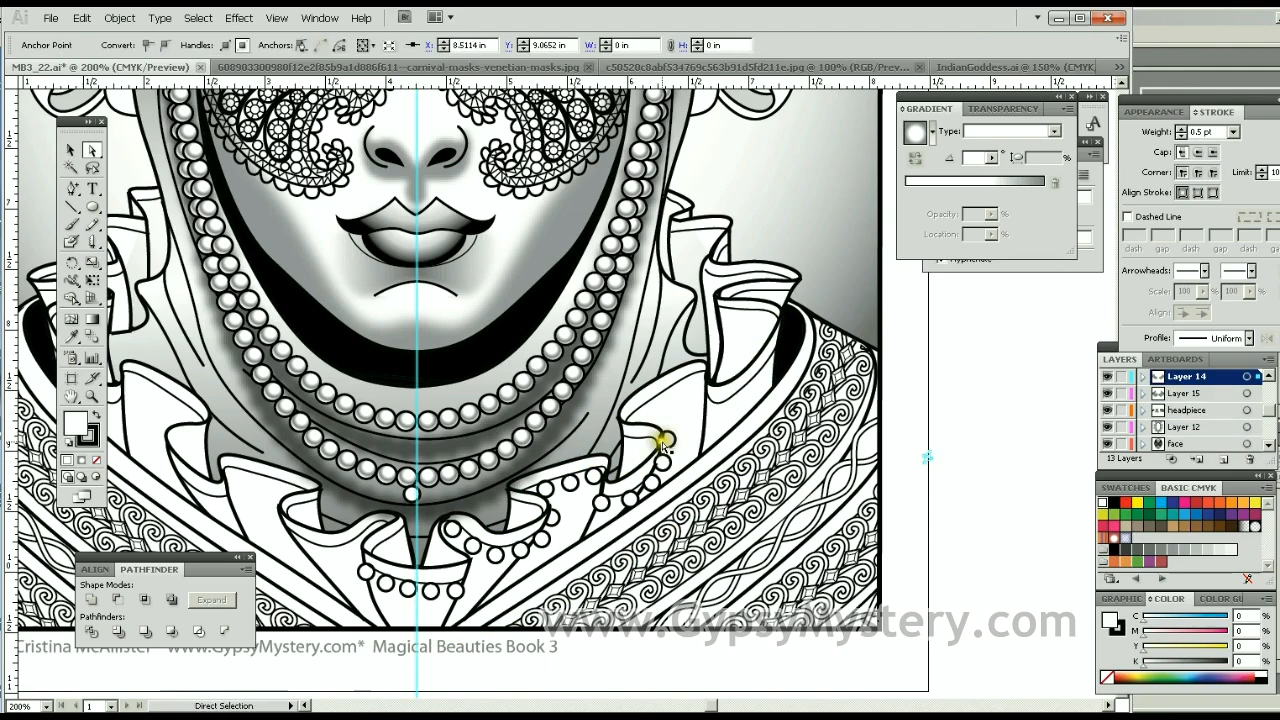 Ai File Edit Object Type Select Effect View Window Help Br
Anchor Point Convert: Handles: Anchors: X: 8.5114 in Y: 9.0652 in W: 0 in H: 0 in
MB3_22.ai* @ 200% (CMYK/Preview) 608903300980f12e2f85b9a1d086f611--carnival-masks-venetian-masks.jpg c50520c8abf534769c563b91d5fd211e.jpg @ 100% (RGB/Prev... IndianGoddess.ai @ 150% (CMYK
GRADIENT TRANSPARENCY
Type:
Opacity: %
Location: %
APPEARANCE STROKE
Weight: 0.5 pt
Cap:
Corner: Limit: 10
Align Stroke:
Dashed Line
dash gap dash gap dash gap
Arrowheads:
Scale: 100 % 100 %
Align:
Profile: Uniform
LAYERS ARTBOARDS
Layer 14
Layer 15
headpiece
Layer 12
Face
13 Layers
SWATCHES BASIC CMYK
GRAPHIC COLOR COLOR GU
C 0 %
M 0 %
Y 0 %
K 0 %
ALIGN PATHFINDER
Shape Modes:
Expand
Pathfinders:
www.GypsyMystery.com
Cristina McAllister www.GypsyMystery.com* Magical Beauties Book 3
200% 1 Direct Selection